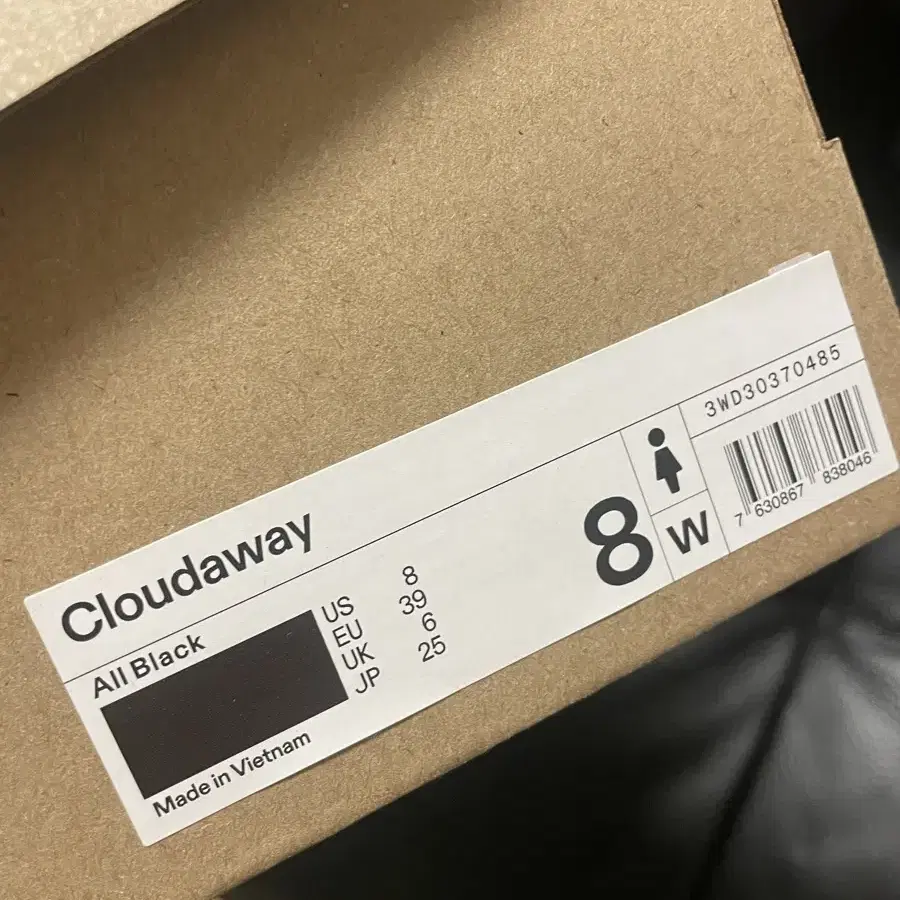 Cloudaway
All Black
US 8
EU 39
UK 6
JP 25
Made in Vietnam
8
W
3WD30370485
7 630867 838046